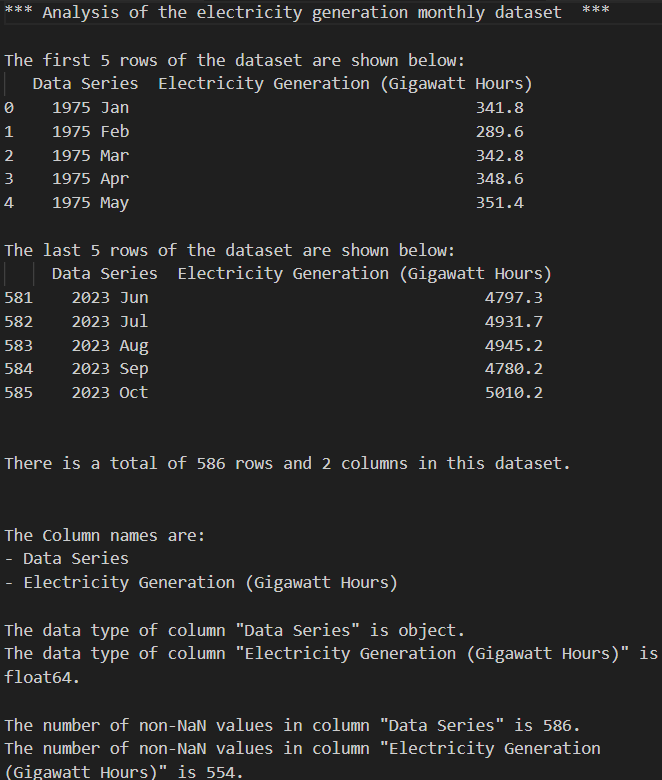 *** Analysis of the electricity generation monthly dataset  ***
The first 5 rows of the dataset are shown below:
Data Series  Electricity Generation (Gigawatt Hours)
0    1975 Jan    341.8
1    1975 Feb    289.6
2    1975 Mar    342.8
3    1975 Apr    348.6
4    1975 May    351.4
The last 5 rows of the dataset are shown below:
Data Series  Electricity Generation (Gigawatt Hours)
581    2023 Jun    4797.3
582    2023 Jul    4931.7
583    2023 Aug    4945.2
584    2023 Sep    4780.2
585    2023 Oct    5010.2
There is a total of 586 rows and 2 columns in this dataset.
The Column names are:
- Data Series
- Electricity Generation (Gigawatt Hours)
The data type of column "Data Series" is object.
The data type of column "Electricity Generation (Gigawatt Hours)" is
float64.
The number of non-NaN values in column "Data Series" is 586.
The number of non-NaN values in column "Electricity Generation
(Gigawatt Hours)" is 554.